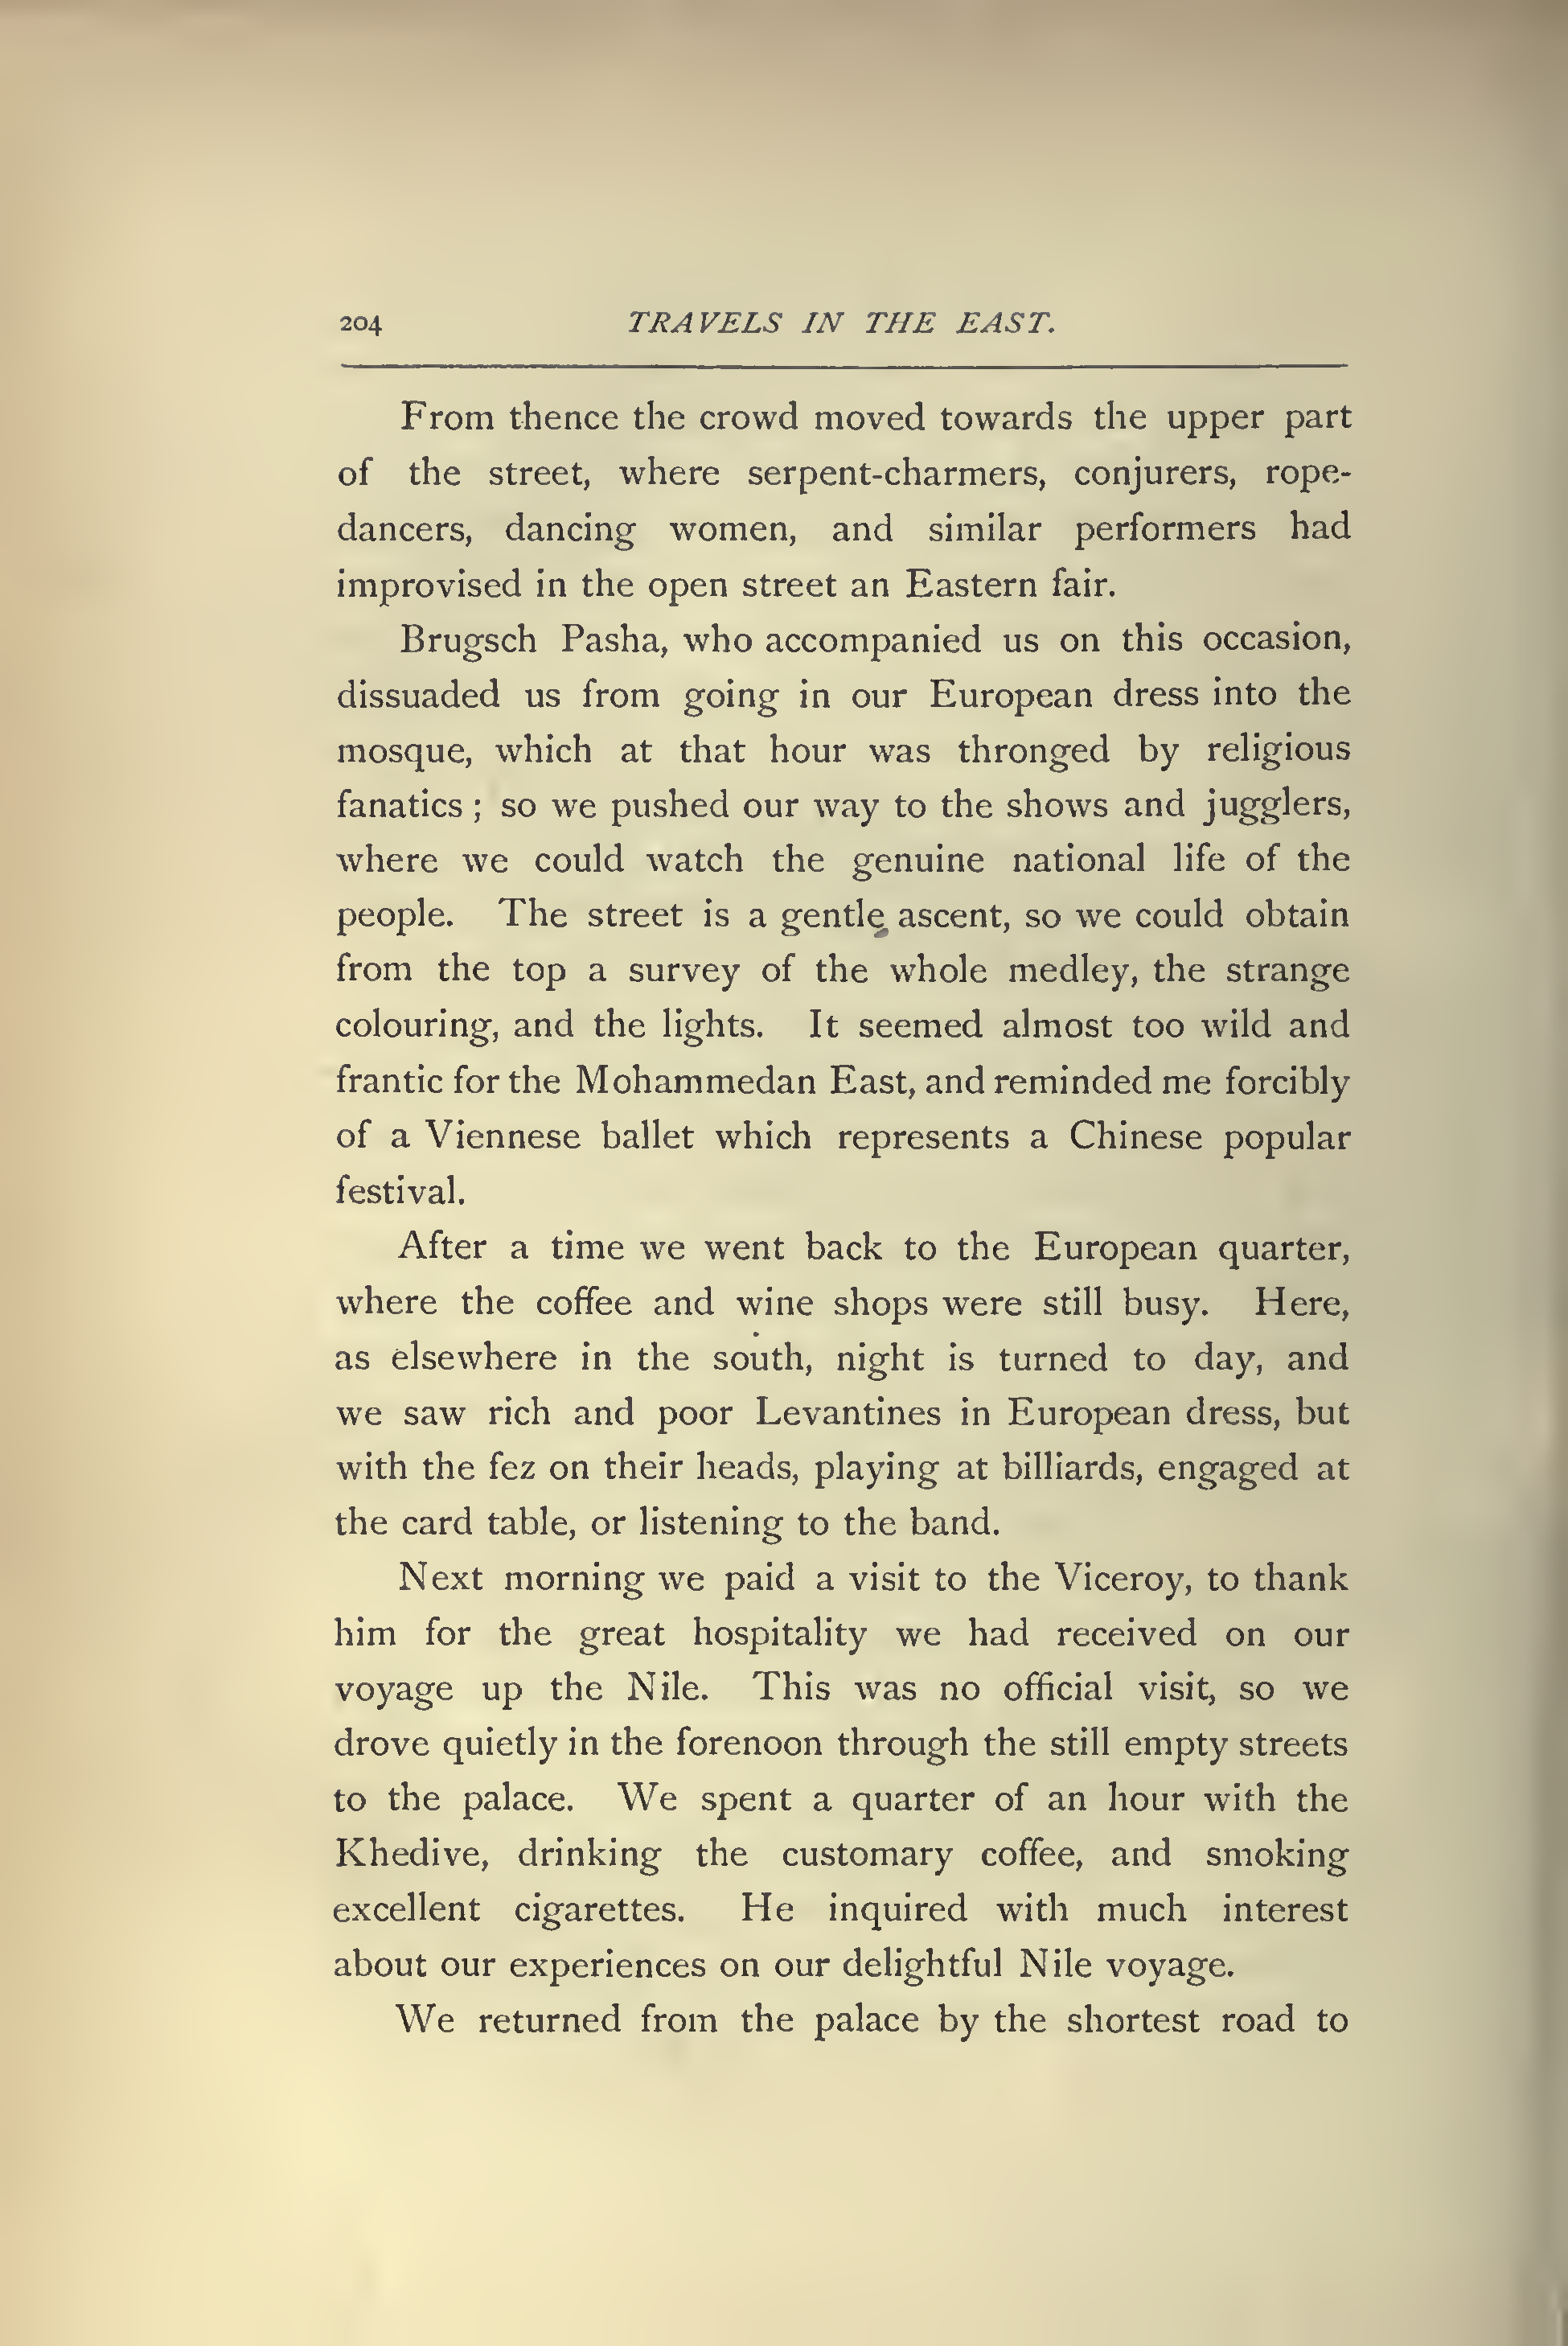 204 TRAVELS IN THE EAST.
From thence the crowd moved towards the upper part
of the street, where serpent-charmers, conjurers, rope-
dancers, dancing women, and similar performers had
improvised in the open street an Eastern fair.
Brugsch Pasha, who accompanied us on this occasion,
dissuaded us from going in our European dress into the
mosque, which at that hour was thronged by religious
fanatics ; so we pushed our way to the shows and jugglers,
where we could watch the genuine national life of the
people. The street is a gentle ascent, so we could obtain
from the top a survey of the whole medley, the strange
colouring, and the lights. It seemed almost too wild and
frantic for the Mohammedan East, and reminded me forcibly
of a Viennese ballet which represents a Chinese popular
festival.
After a time we went back to the European quarter,
where the coffee and wine shops were still busy. Here,
as elsewhere in the south, night is turned to day, and
we saw rich and poor Levantines in European dress, but
with the fez on their heads, playing at billiards, engaged at
the card table, or listening to the band.
Next morning we paid a visit to the Viceroy, to thank
him for the great hospitality we had received on our
voyage up the Nile. This was no official visit, so we
drove quietly in the forenoon through the still empty streets
to the palace. We spent a quarter of an hour with the
Khedive, drinking the customary coffee, and smoking
excellent cigarettes. He inquired with much interest
about our experiences on our delightful Nile voyage.
We returned from the palace by the shortest road to